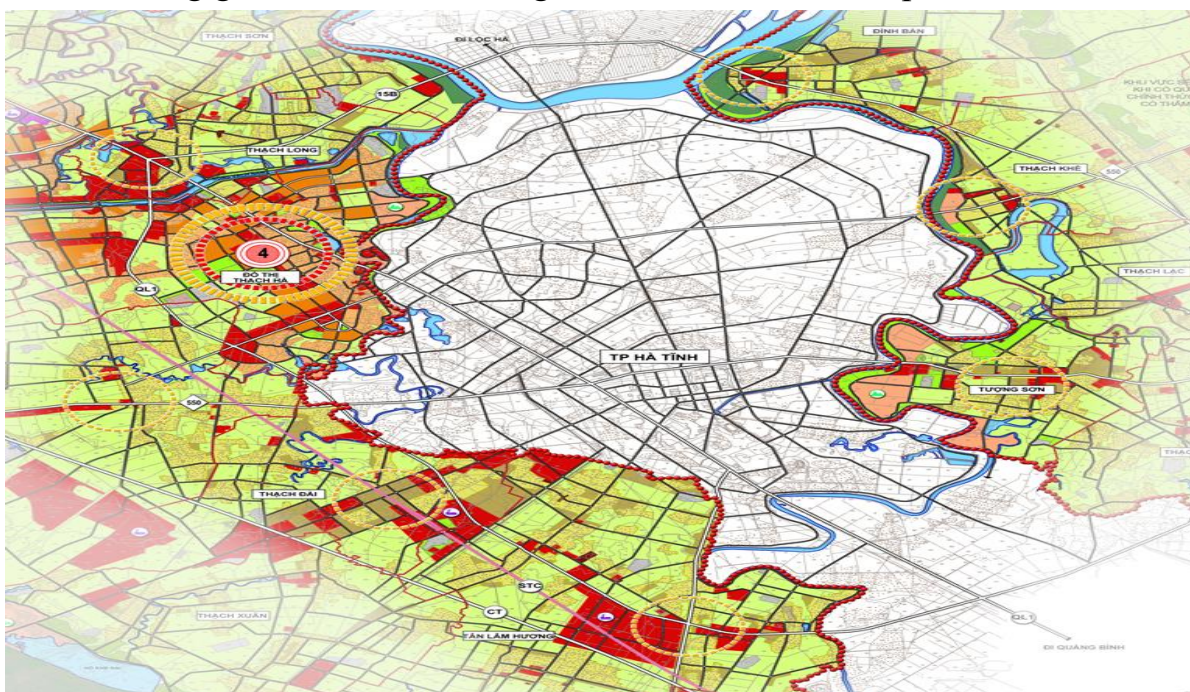 THẠCH SƠN
ĐI LỘC HÀ
ĐỈNH BÀN
15B
THẠCH LONG
THẠCH KHÊ
550
4
ĐÔ THỊ
THẠCH HÀ
QL1
THẠCH LẠC
TP HÀ TĨNH
TƯỢNG SƠN
550
THẠCH ĐÀI
STC
CT
THẠCH XUÂN
TÂN LÂM HƯƠNG
QL1
ĐI QUẢNG BÌNH